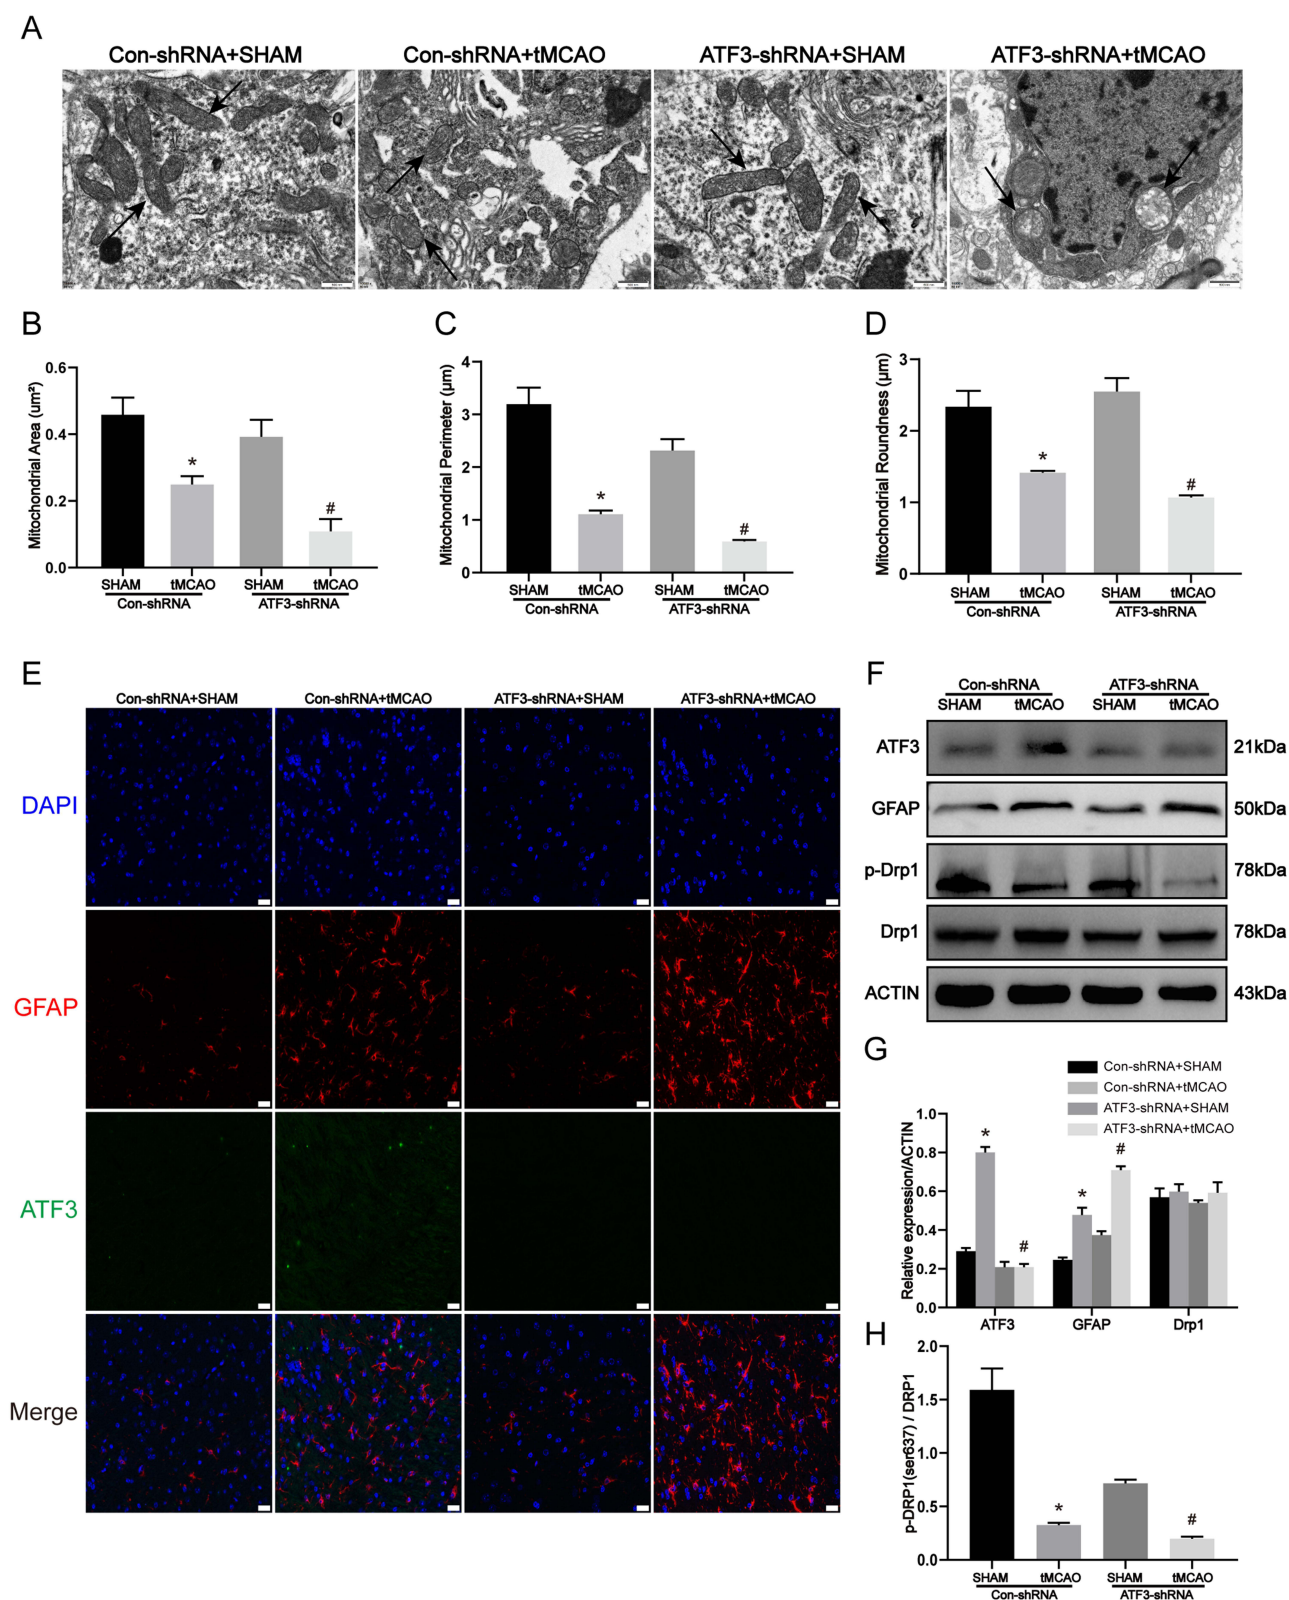 A
Con-shRNA+SHAM Con-shRNA+tMCAO ATF3-shRNA+SHAM ATF3-shRNA+tMCAO
B
Mitochondrial Area (um²)
0.6
0.4
0.2
0.0
SHAM tMCAO SHAM tMCAO
Con-shRNA ATF3-shRNA
*
#
C
Mitochondrial Perimeter (μm)
4
3
2
1
0
SHAM tMCAO SHAM tMCAO
Con-shRNA ATF3-shRNA
*
#
D
Mitochondrial Roundness (μm)
3
2
1
0
SHAM tMCAO SHAM tMCAO
Con-shRNA ATF3-shRNA
*
#
E
Con-shRNA+SHAM Con-shRNA+tMCAO ATF3-shRNA+SHAM ATF3-shRNA+tMCAO
DAPI
GFAP
ATF3
Merge
F
Con-shRNA ATF3-shRNA
SHAM tMCAO SHAM tMCAO
ATF3 21kDa
GFAP 50kDa
p-Drp1 78kDa
Drp1 78kDa
ACTIN 43kDa
G
Con-shRNA+SHAM
Con-shRNA+tMCAO
ATF3-shRNA+SHAM
ATF3-shRNA+tMCAO
Relative expression/ACTIN
1.0
0.8
0.6
0.4
0.2
0.0
* # * #
ATF3 GFAP Drp1
H
p-DRP1(ser637) / DRP1
2.0
1.5
1.0
0.5
0.0
*
#
SHAM tMCAO SHAM tMCAO
Con-shRNA ATF3-shRNA